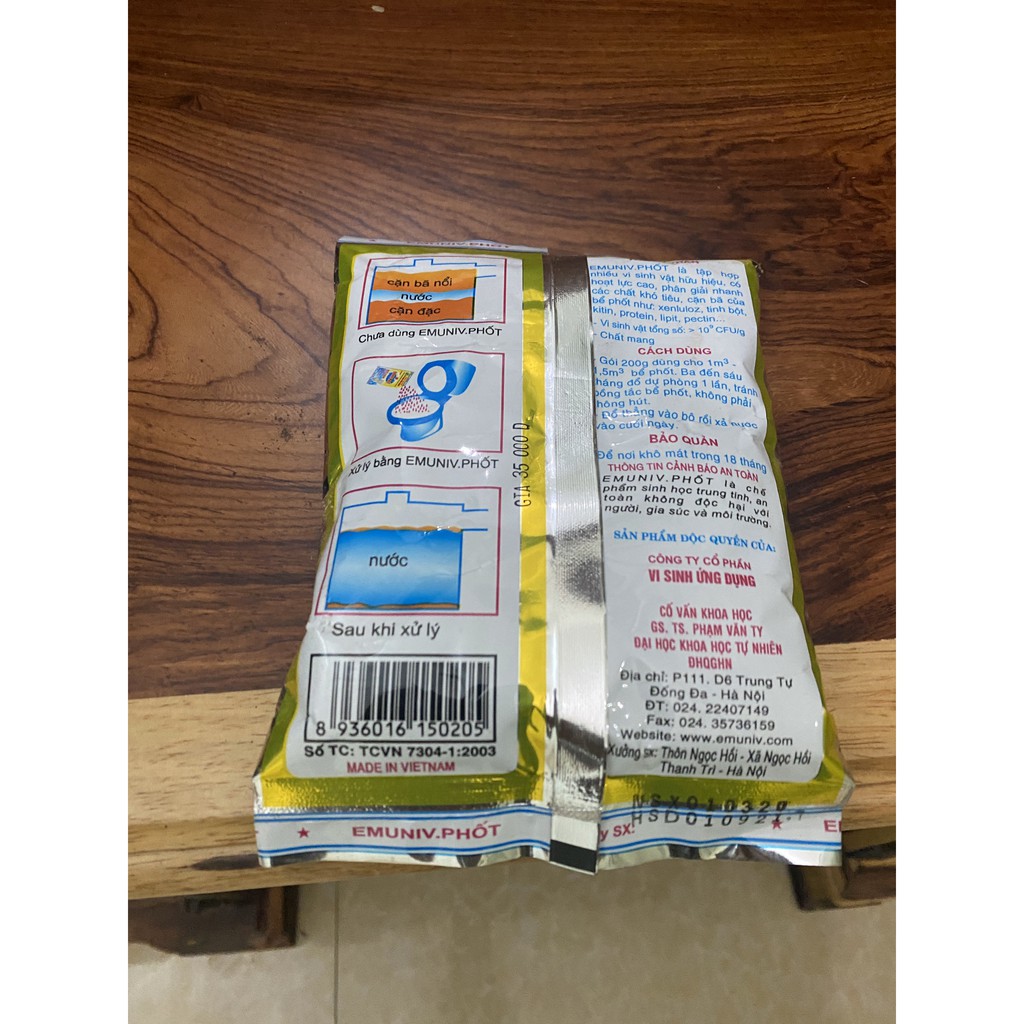 EMUNIV.PHỐT
cặn bã nổi
nước
cặn đặc
Chưa dùng EMUNIV.PHỐT
Xử lý bằng EMUNIV.PHỐT
nước
Sau khi xử lý
8 936016 150205
Số TC: TCVN 7304-1:2003
MADE IN VIETNAM
GIA 35 000 D
EMUNIV.PHỐT là tập hợp
nhiều vi sinh vật hữu hiệu, có
hoạt lực cao, phân giải nhanh
các chất khó tiêu, cặn bã của
bể phốt như: xenluloz, tinh bột,
kitin, protein, lipit, pectin...
- Vi sinh vật tổng số: > 10⁹ CFU/g
- Chất mang
CÁCH DÙNG
Gói 200g dùng cho 1m³ -
1,5m³ bể phốt. Ba đến sáu
tháng đổ dự phòng 1 lần, tránh
bồng tắc bể phốt, không phải
thông hút.
- Đổ thẳng vào bô rồi xả nước
vào cuối ngày.
BẢO QUẢN
Để nơi khô mát trong 18 tháng
THÔNG TIN CẢNH BÁO AN TOÀN
EMUNIV.PHỐT là chế
phẩm sinh học trung tính, an
toàn không độc hại với
người, gia súc và môi trường.
SẢN PHẨM ĐỘC QUYỀN CỦA:
CÔNG TY CỔ PHẦN
VI SINH ỨNG DỤNG
CỐ VẤN KHOA HỌC
GS. TS. PHẠM VĂN TY
ĐẠI HỌC KHOA HỌC TỰ NHIÊN
ĐHQGHN
Địa chỉ: P111. D6 Trung Tự
Đống Đa - Hà Nội
ĐT: 024. 22407149
Fax: 024. 35736159
Website: www.emuniv.com
Xưởng sx: Thôn Ngọc Hồi - Xã Ngọc Hồi
Thanh Trì - Hà Nội
NSX010320
HSD010921
EMUNIV.PHỐT
y SX: